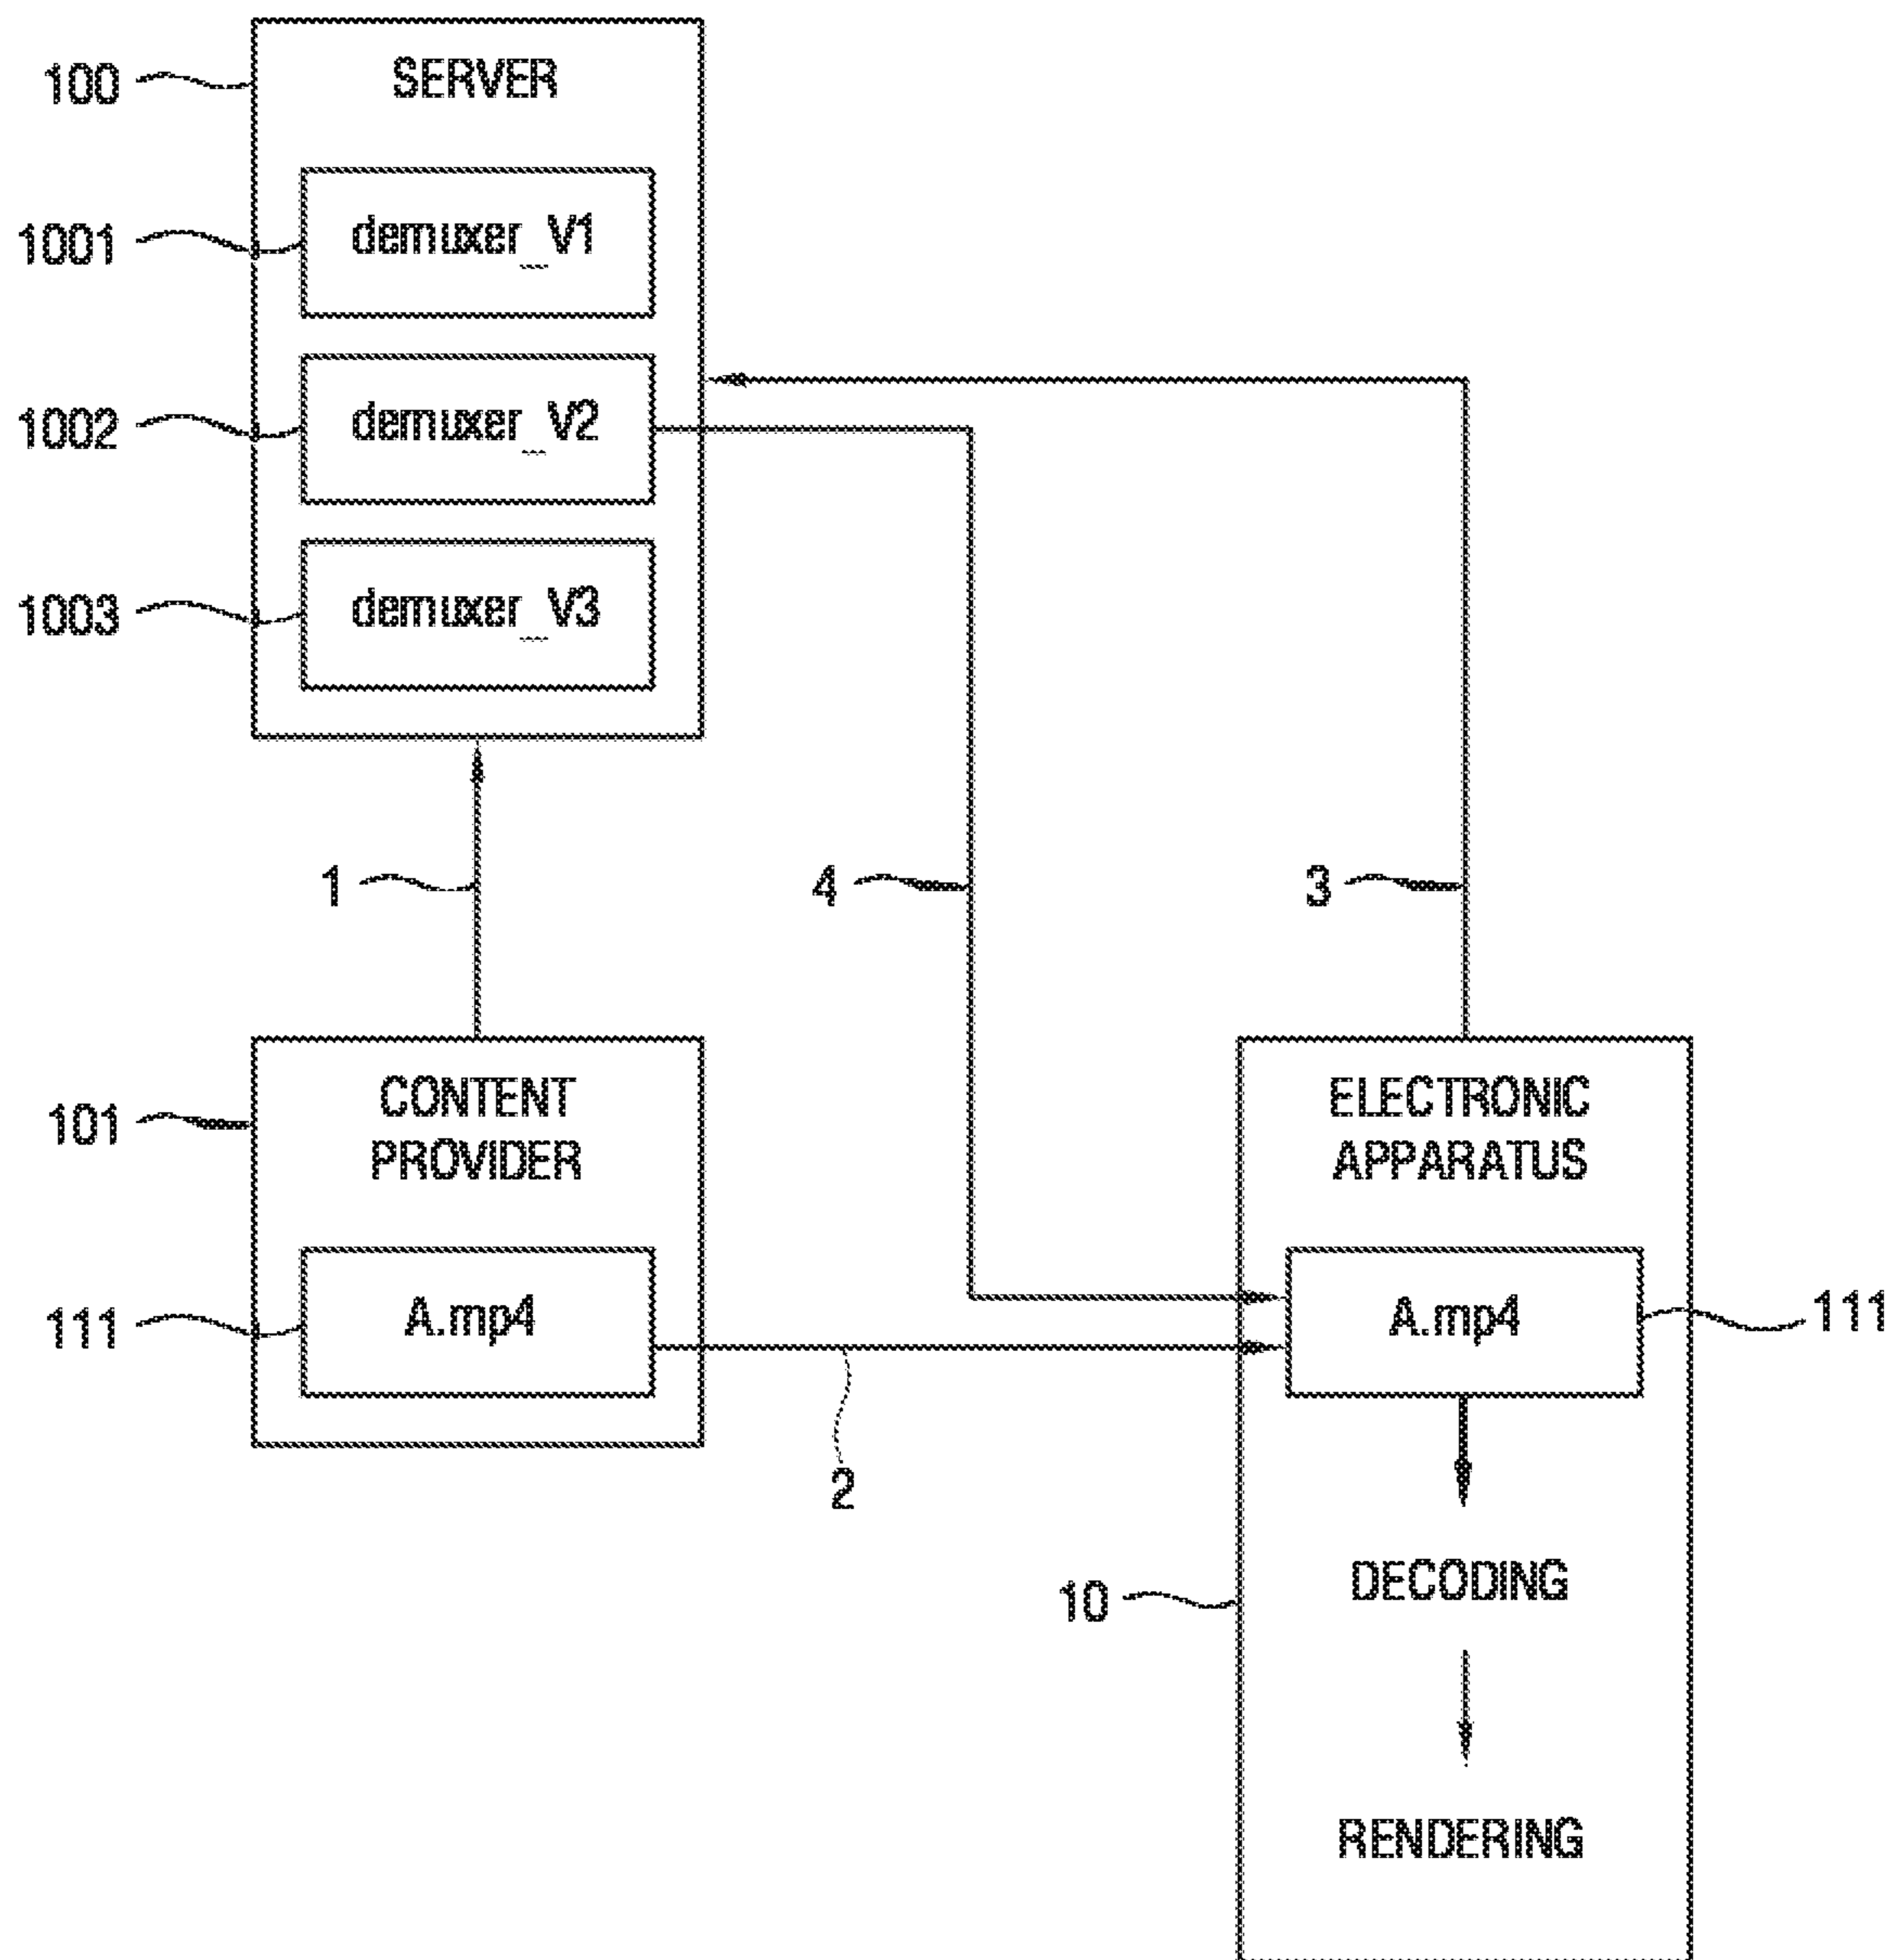 100
SERVER
1001
demuxer_V1
1002
demuxer_V2
1003
demuxer_V3
1
4
3
101
CONTENT
PROVIDER
ELECTRONIC
APPARATUS
111
A.mp4
A.mp4
111
2
10
DECODING
RENDERING